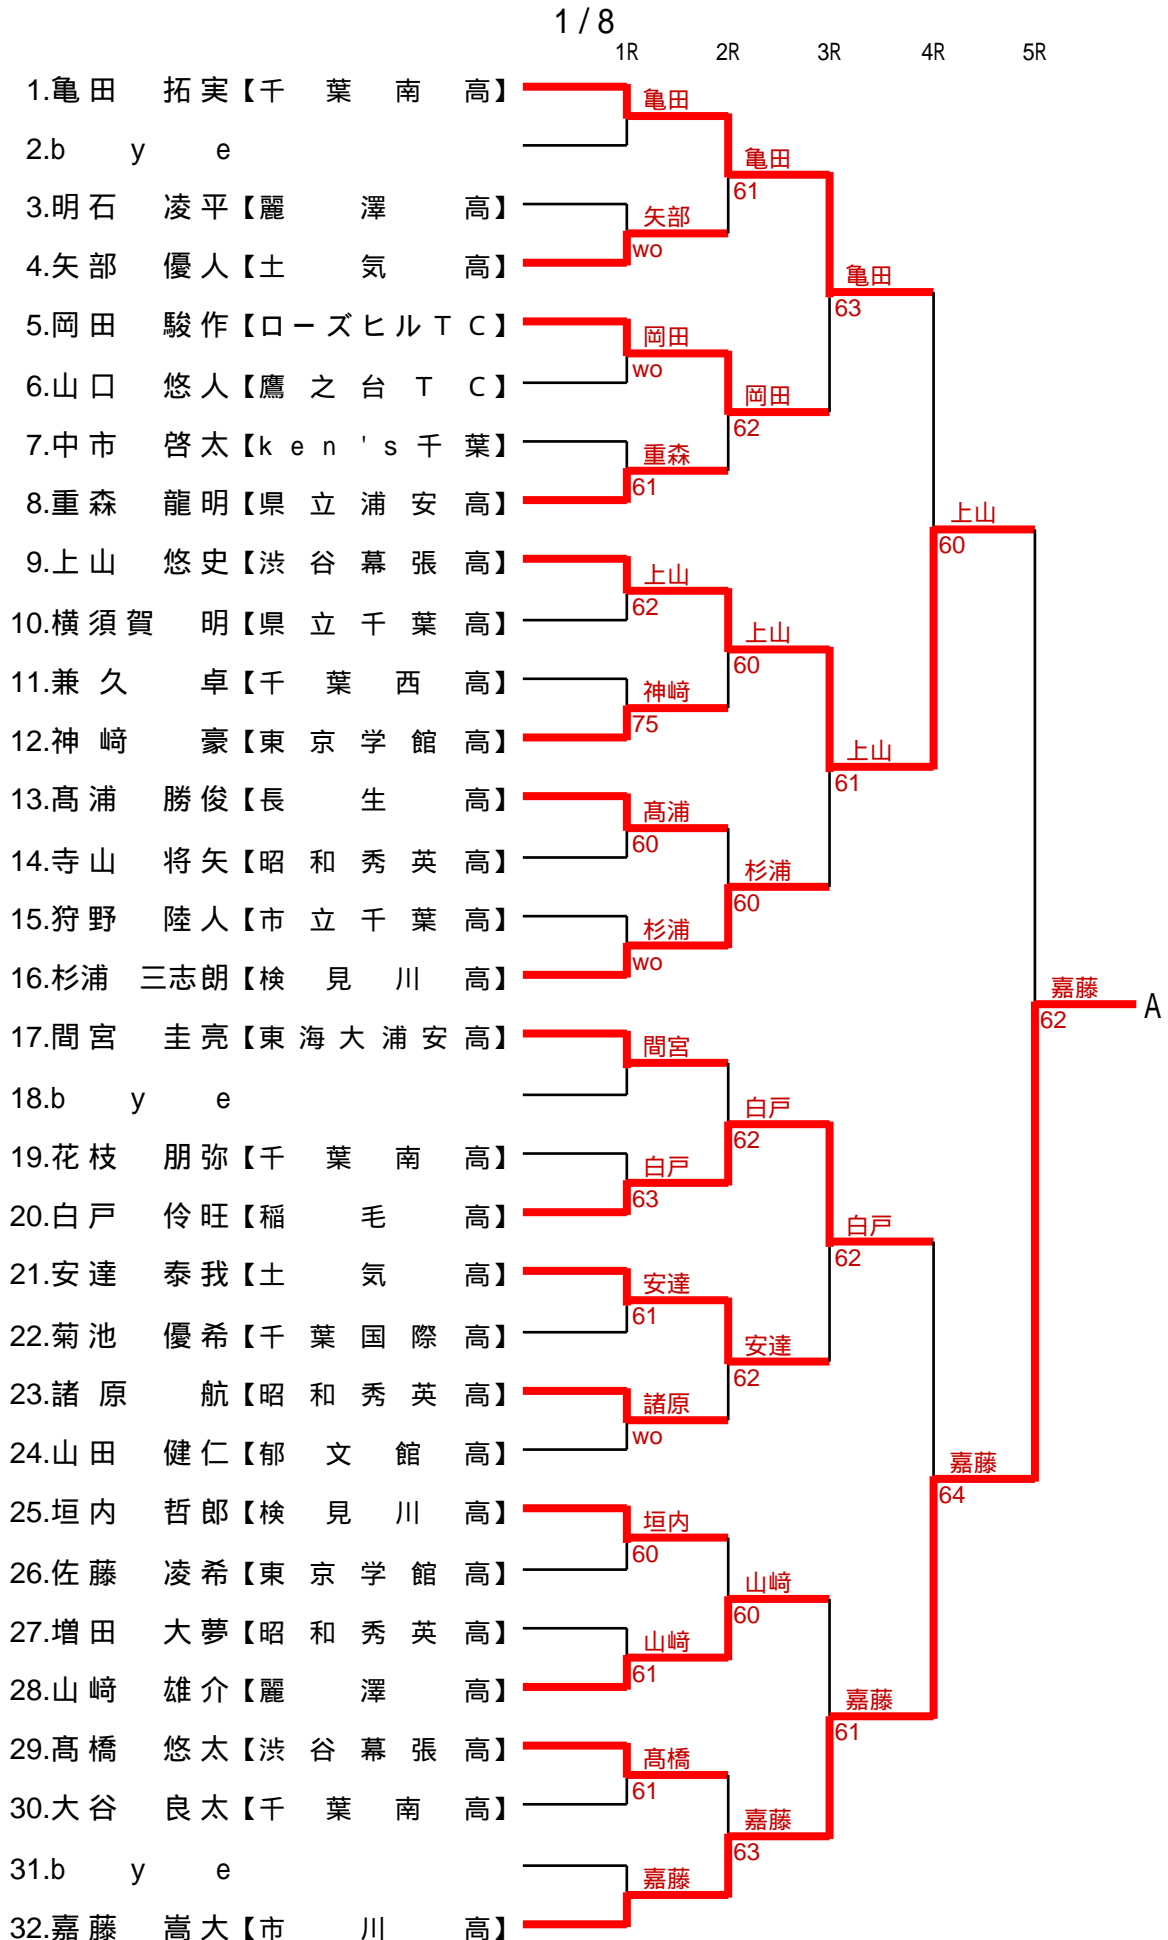 1 / 8
1R 2R 3R 4R 5R
1.亀田 拓実【千葉南高】
亀田
2.bye
亀田
61
3.明石 凌平【麗澤高】
矢部
wo
4.矢部 優人【土気高】
亀田
63
5.岡田 駿作【ローズヒルTC】
岡田
wo
6.山口 悠人【鷹之台TC】
岡田
62
7.中市 啓太【ken's千葉】
重森
61
8.重森 龍明【県立浦安高】
上山
60
9.上山 悠史【渋谷幕張高】
上山
62
10.横須賀 明【県立千葉高】
上山
60
11.兼久 卓【千葉西高】
神﨑
75
12.神﨑 豪【東京学館高】
上山
61
13.髙浦 勝俊【長生高】
髙浦
60
14.寺山 将矢【昭和秀英高】
杉浦
60
15.狩野 陸人【市立千葉高】
杉浦
wo
16.杉浦 三志朗【検見川高】
嘉藤
62
A
17.間宮 圭亮【東海大浦安高】
間宮
18.bye
白戸
62
19.花枝 朋弥【千葉南高】
白戸
63
20.白戸 伶旺【稲毛高】
白戸
62
21.安達 泰我【土気高】
安達
61
22.菊池 優希【千葉国際高】
安達
62
23.諸原 航【昭和秀英高】
諸原
wo
24.山田 健仁【郁文館高】
嘉藤
64
25.垣内 哲郎【検見川高】
垣内
60
26.佐藤 凌希【東京学館高】
山﨑
60
27.増田 大夢【昭和秀英高】
山﨑
61
28.山﨑 雄介【麗澤高】
嘉藤
61
29.髙橋 悠太【渋谷幕張高】
髙橋
61
30.大谷 良太【千葉南高】
嘉藤
63
31.bye
嘉藤
32.嘉藤 嵩大【市川高】